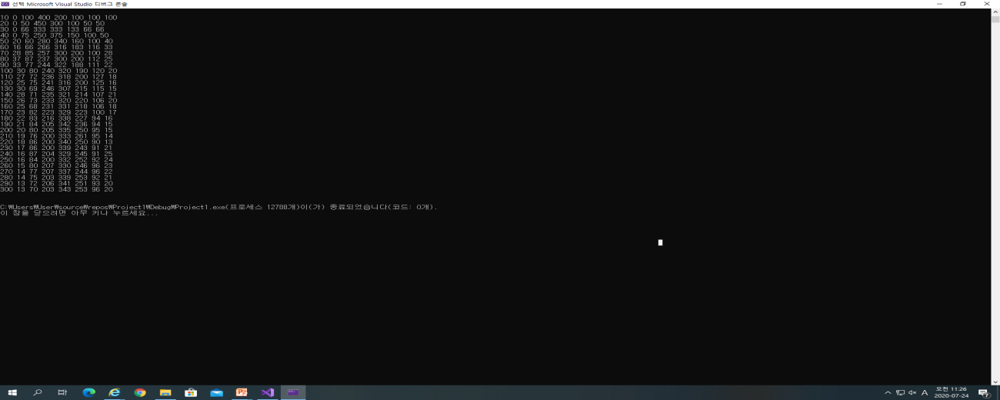 선택 Microsoft Visual Studio 디버그 콘솔
10 0 100 400 200 100 100 100
20 0 50 450 300 100 50 50
30 0 66 333 333 133 66 66
40 0 75 250 375 150 100 50
50 20 60 280 340 160 100 40
60 16 66 266 316 183 116 33
70 28 85 257 300 200 100 28
80 37 87 237 300 200 112 25
90 33 77 244 322 188 111 22
100 30 80 240 320 190 120 20
110 27 72 236 318 200 127 18
120 25 75 241 316 200 125 16
130 30 69 246 307 215 115 15
140 28 71 235 321 214 107 21
150 26 73 233 320 220 106 20
160 25 68 231 331 218 106 18
170 23 82 223 329 223 100 17
180 22 83 216 338 227 94 16
190 21 84 205 342 236 94 15
200 20 80 205 335 250 95 15
210 19 76 200 333 261 95 14
220 18 86 200 340 250 90 13
230 17 86 200 339 243 91 21
240 16 87 204 329 245 91 25
250 16 84 200 332 252 92 24
260 15 80 207 330 246 96 23
270 14 77 207 337 244 96 22
280 14 75 203 339 253 92 21
290 13 72 206 341 251 93 20
300 13 70 203 343 253 96 20
C:₩Users₩User₩source₩repos₩Project1₩Debug₩Project1.exe(프로세스 12788개)이(가) 종료되었습니다(코드: 0개).
이 창을 닫으려면 아무 키나 누르세요...
A
오전 11:26
2020-07-24